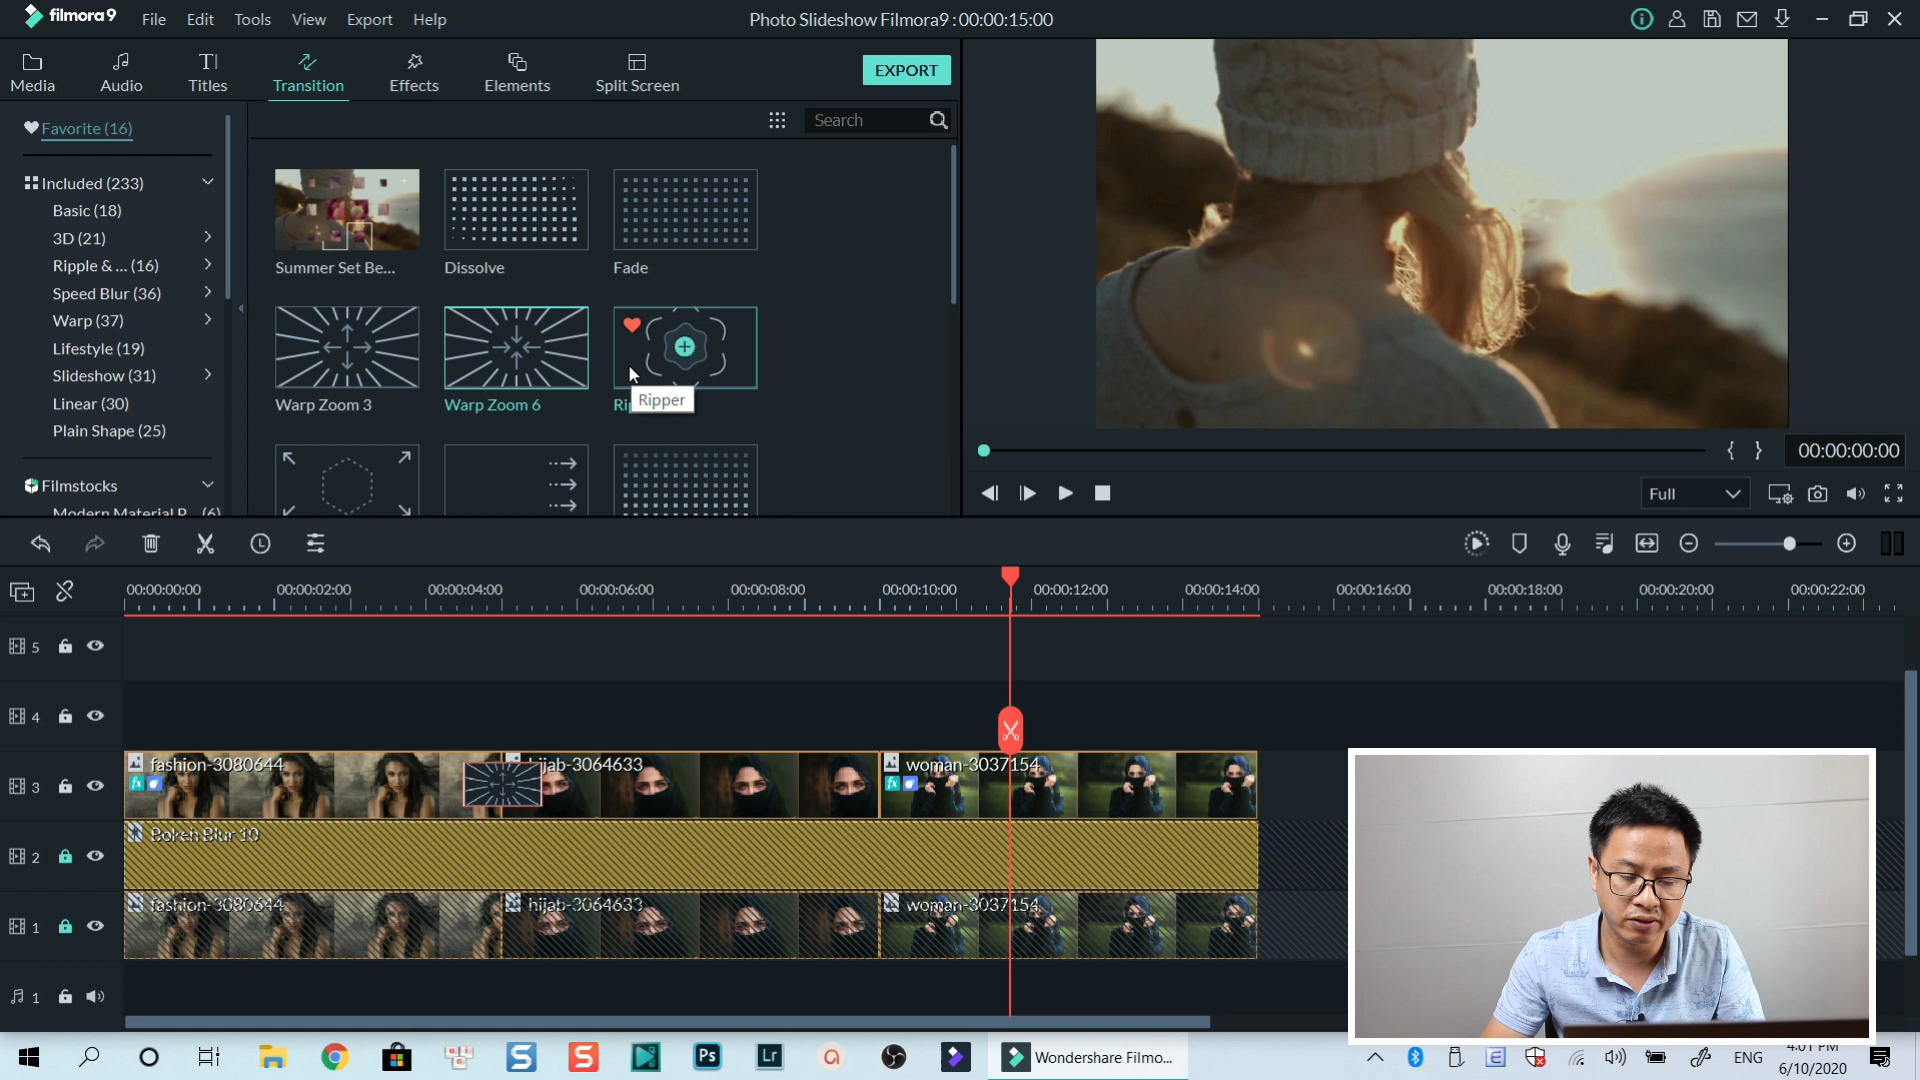 filmora9 File Edit Tools View Export Help Photo Slideshow Filmora9 : 00:00:15:00
Media Audio Titles Transition Effects Elements Split Screen EXPORT
Favorite (16)
Search
Included (233)
Basic (18)
3D (21)
Ripple & ... (16)
Speed Blur (36)
Warp (37)
Lifestyle (19)
Slideshow (31)
Linear (30)
Plain Shape (25)
Filmstocks
Modern Material P... (6)
Summer Set Be... Dissolve Fade
Warp Zoom 3 Warp Zoom 6
Ripper
00:00:00:00
Full
00:00:00:00 00:00:02:00 00:00:04:00 00:00:06:00 00:00:08:00 00:00:10:00 00:00:12:00 00:00:14:00 00:00:16:00 00:00:18:00 00:00:20:00 00:00:22:00
5
4
3 fashion-3080644 hijab-3064633 woman-3037154
2 Bokeh Blur 10
1 fashion-3080644 hijab-3064633 woman-3037154
1
Ps Lr Wondershare Filmo... ENG 4:01 PM
6/10/2020